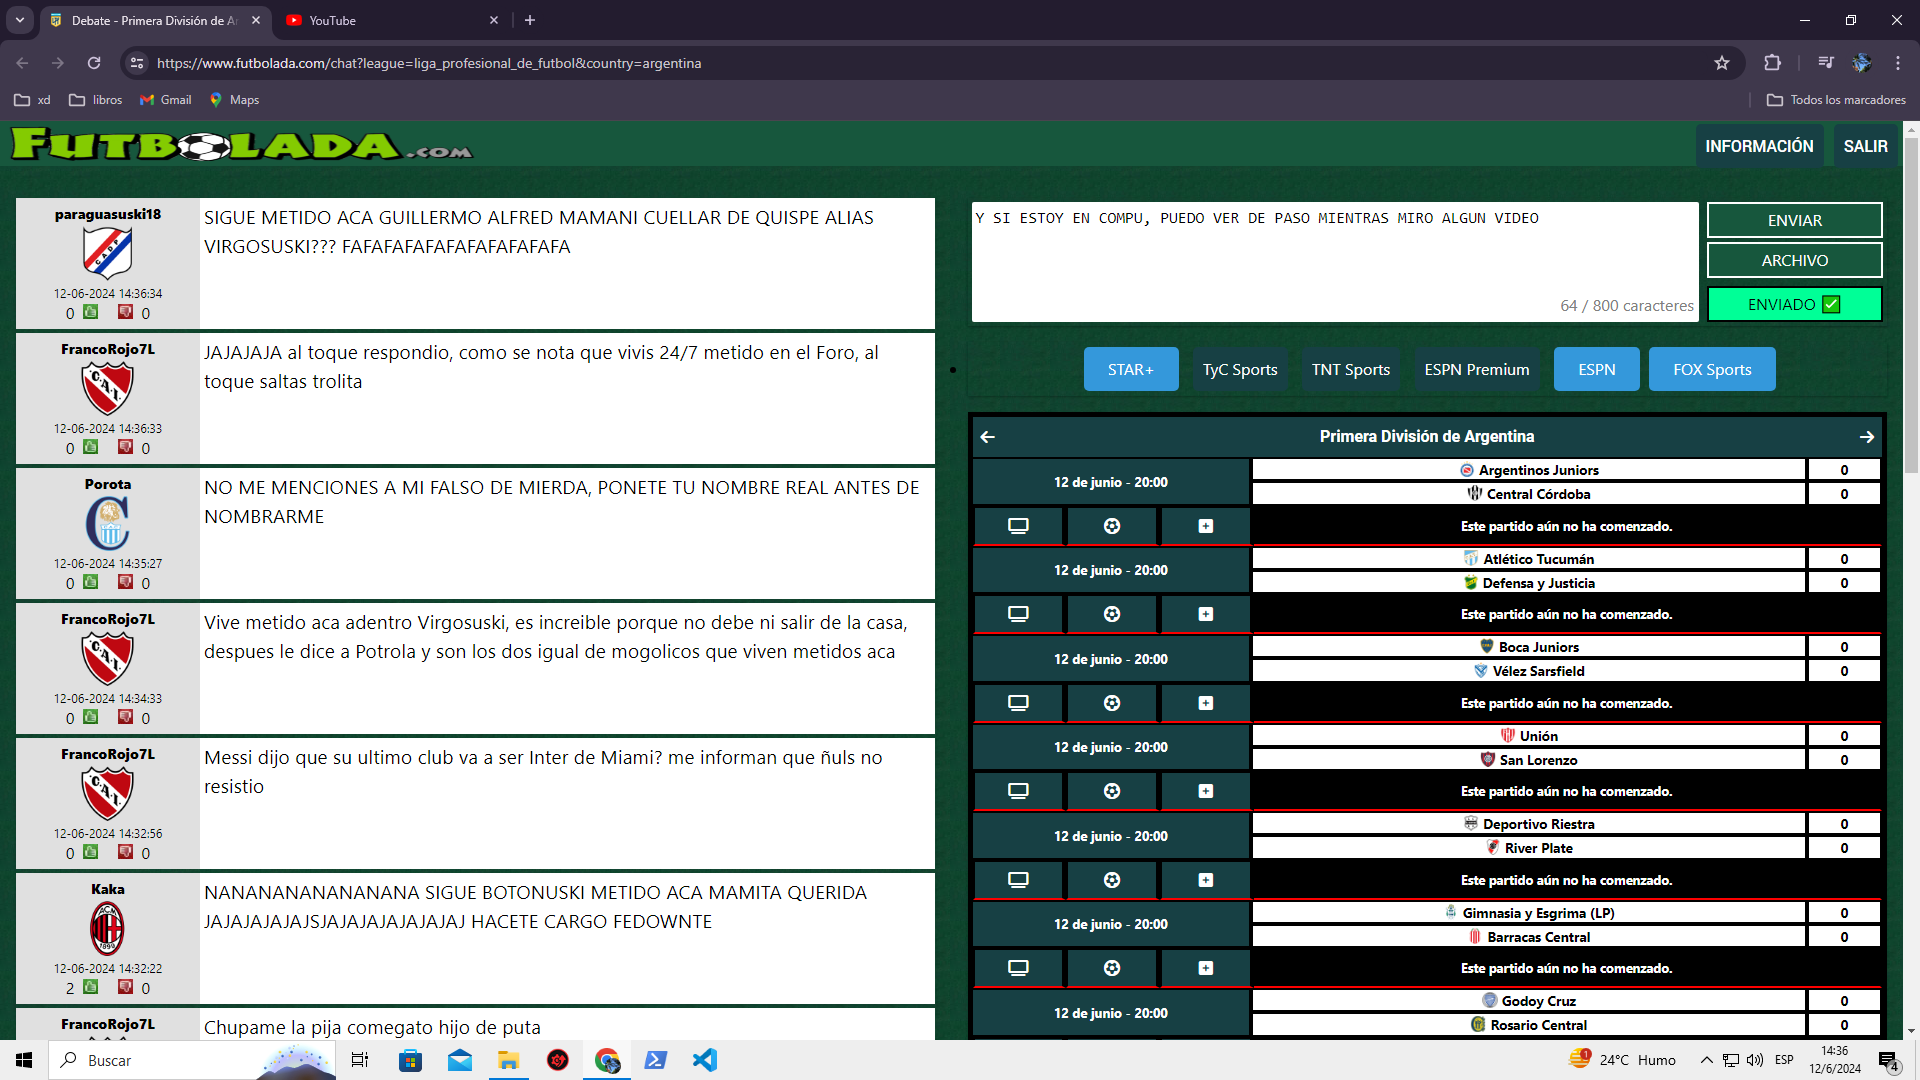 Debate - Primera División de Ar
YouTube
https://www.futbolada.com/chat?league=liga_profesional_de_futbol&country=argentina
xd
libros
Gmail
Maps
Todos los marcadores
FUTBOLADA.COM
INFORMACIÓN
SALIR
paraguasuski18
SIGUE METIDO ACA GUILLERMO ALFRED MAMANI CUELLAR DE QUISPE ALIAS
VIRGOSUSKI??? FAFAFAFAFAFAFAFAFAFAFA
12-06-2024 14:36:34
0 0
FrancoRojo7L
JAJAJAJA al toque respondio, como se nota que vivis 24/7 metido en el Foro, al
toque saltas trolita
12-06-2024 14:36:33
0 0
Porota
NO ME MENCIONES A MI FALSO DE MIERDA, PONETE TU NOMBRE REAL ANTES DE
NOMBRARME
12-06-2024 14:35:27
0 0
FrancoRojo7L
Vive metido aca adentro Virgosuski, es increible porque no debe ni salir de la casa,
despues le dice a Potrola y son los dos igual de mogolicos que viven metidos aca
12-06-2024 14:34:33
0 0
FrancoRojo7L
Messi dijo que su ultimo club va a ser Inter de Miami? me informan que ñuls no
resistio
12-06-2024 14:32:56
0 0
Kaka
NANANANANANANANA SIGUE BOTONUSKI METIDO ACA MAMITA QUERIDA
JAJAJAJAJAJSJAJAJAJAJAJAJAJ HACETE CARGO FEDOWNTE
12-06-2024 14:32:22
2 0
FrancoRojo7L
Chupame la pija comegato hijo de puta
Y SI ESTOY EN COMPU, PUEDO VER DE PASO MIENTRAS MIRO ALGUN VIDEO
64 / 800 caracteres
ENVIAR
ARCHIVO
ENVIADO
STAR+
TyC Sports
TNT Sports
ESPN Premium
ESPN
FOX Sports
Primera División de Argentina
12 de junio - 20:00
Argentinos Juniors 0
Central Córdoba 0
Este partido aún no ha comenzado.
12 de junio - 20:00
Atlético Tucumán 0
Defensa y Justicia 0
Este partido aún no ha comenzado.
12 de junio - 20:00
Boca Juniors 0
Vélez Sarsfield 0
Este partido aún no ha comenzado.
12 de junio - 20:00
Unión 0
San Lorenzo 0
Este partido aún no ha comenzado.
12 de junio - 20:00
Deportivo Riestra 0
River Plate 0
Este partido aún no ha comenzado.
12 de junio - 20:00
Gimnasia y Esgrima (LP) 0
Barracas Central 0
Este partido aún no ha comenzado.
12 de junio - 20:00
Godoy Cruz 0
Rosario Central 0
Buscar
1
24°C Humo
ESP
14:36
12/6/2024
4